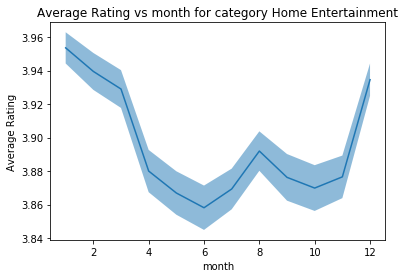 Average Rating vs month for category Home Entertainment
3.96
3.94
3.92
3.90
3.88
3.86
3.84
Average Rating
2 4 6 8 10 12
month